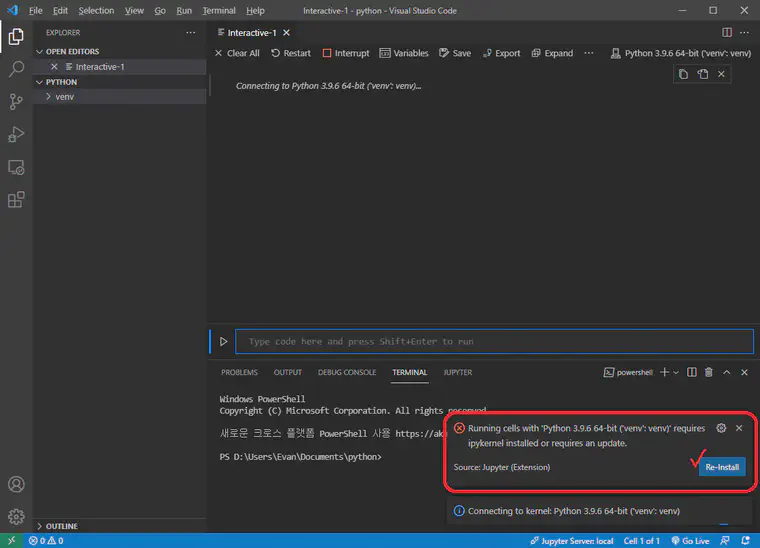 File Edit Selection View Go Run Terminal Help
Interactive-1 - python - Visual Studio Code
EXPLORER
OPEN EDITORS
Interactive-1
PYTHON
venv
OUTLINE
Interactive-1
Clear All Restart Interrupt Variables Save Export Expand Python 3.9.6 64-bit ('venv': venv)
Connecting to Python 3.9.6 64-bit ('venv': venv)...
Type code here and press Shift+Enter to run
PROBLEMS OUTPUT DEBUG CONSOLE TERMINAL JUPYTER powershell
Windows PowerShell
Copyright (C) Microsoft Corporation. All rights reserved
새로운 크로스 플랫폼 PowerShell 사용 https://ak
PS D:\Users\Evan\Documents\python>
Running cells with 'Python 3.9.6 64-bit ('venv': venv)' requires
ipykernel installed or requires an update.
Source: Jupyter (Extension)
Re-Install
Connecting to kernel: Python 3.9.6 64-bit ('venv': venv)
0 0 Jupyter Server: local Cell 1 of 1 Go Live